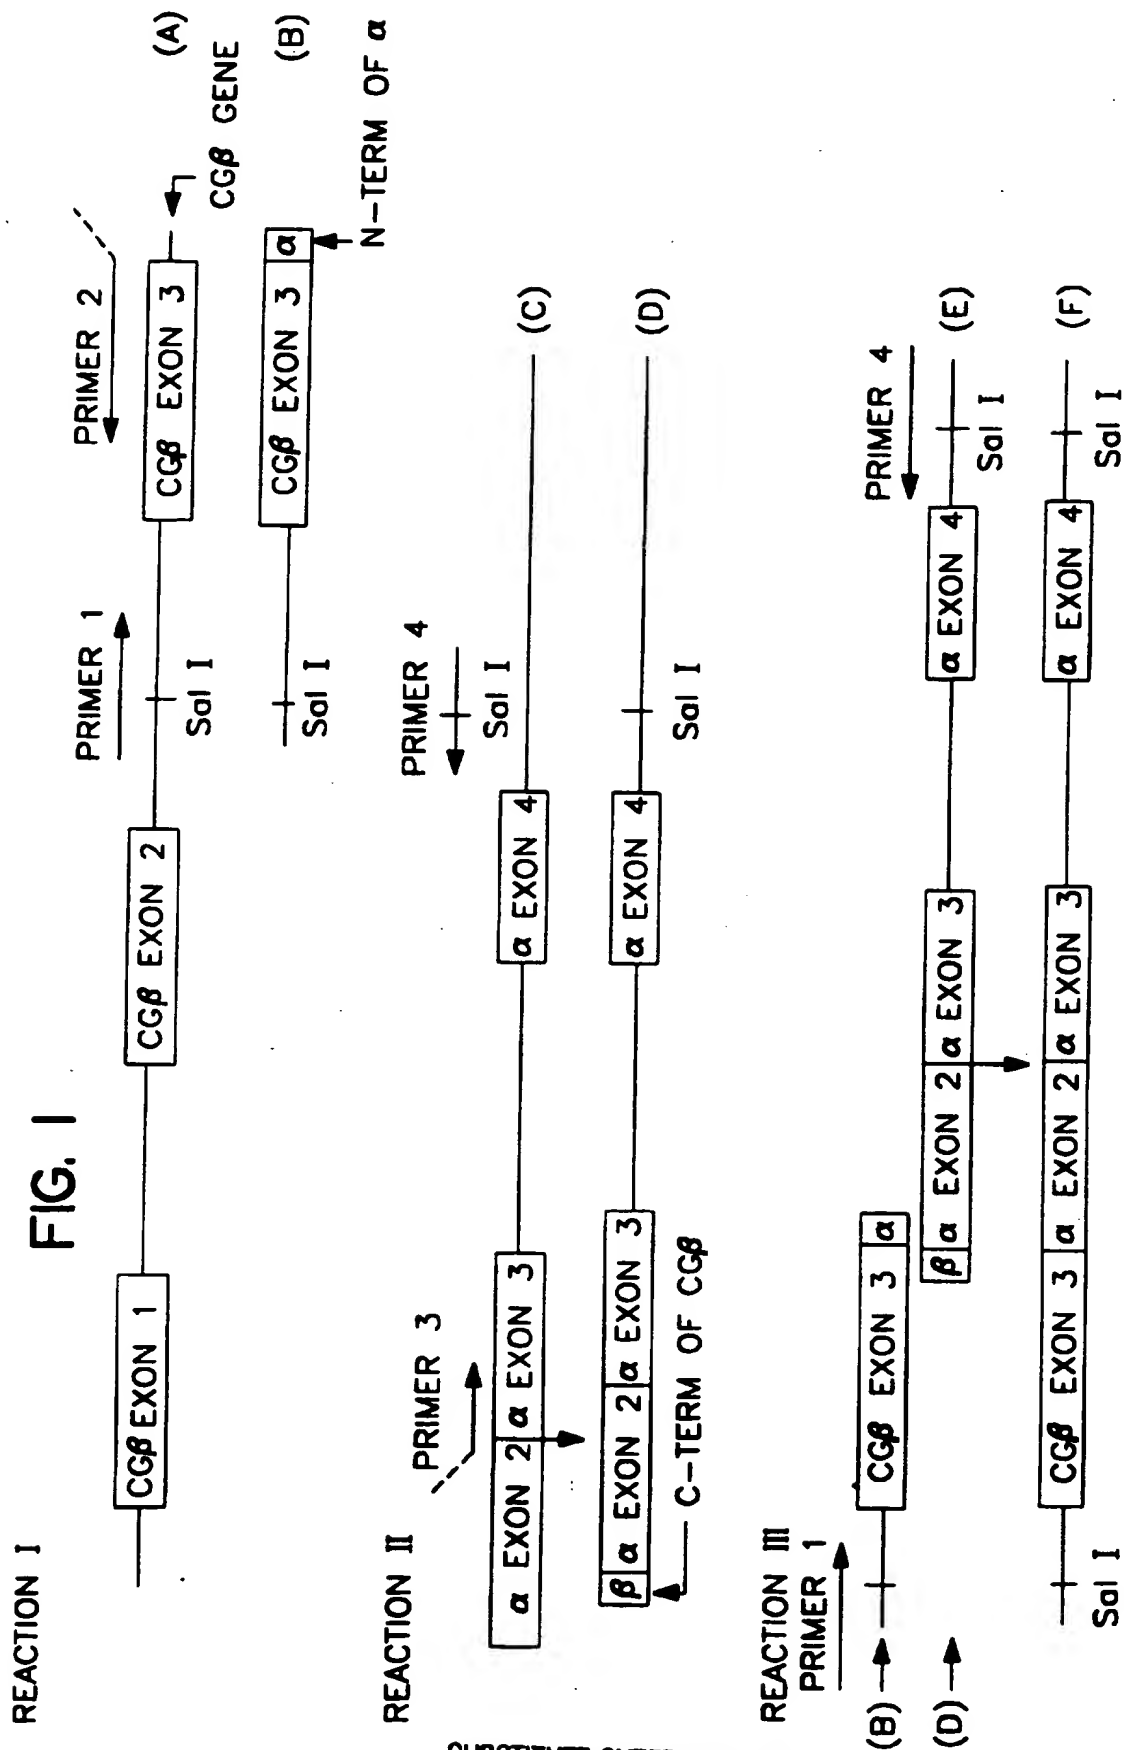 FIG. 1
REACTION I
PRIMER 1
PRIMER 2
CGβ EXON 1
CGβ EXON 2
Sal I
CGβ EXON 3
(A)
CGβ GENE
Sal I
CGβ EXON 3
α
(B)
N-TERM OF α
REACTION II
PRIMER 3
PRIMER 4
Sal I
α EXON 2
α EXON 3
α EXON 4
(C)
β
α EXON 2
α EXON 3
α EXON 4
Sal I
(D)
C-TERM OF CGβ
REACTION III
PRIMER 1
PRIMER 4
(B)
CGβ EXON 3
α
(D)
β
α EXON 2
α EXON 3
α EXON 4
Sal I
(E)
Sal I
CGβ EXON 3
α EXON 2
α EXON 3
α EXON 4
Sal I
(F)